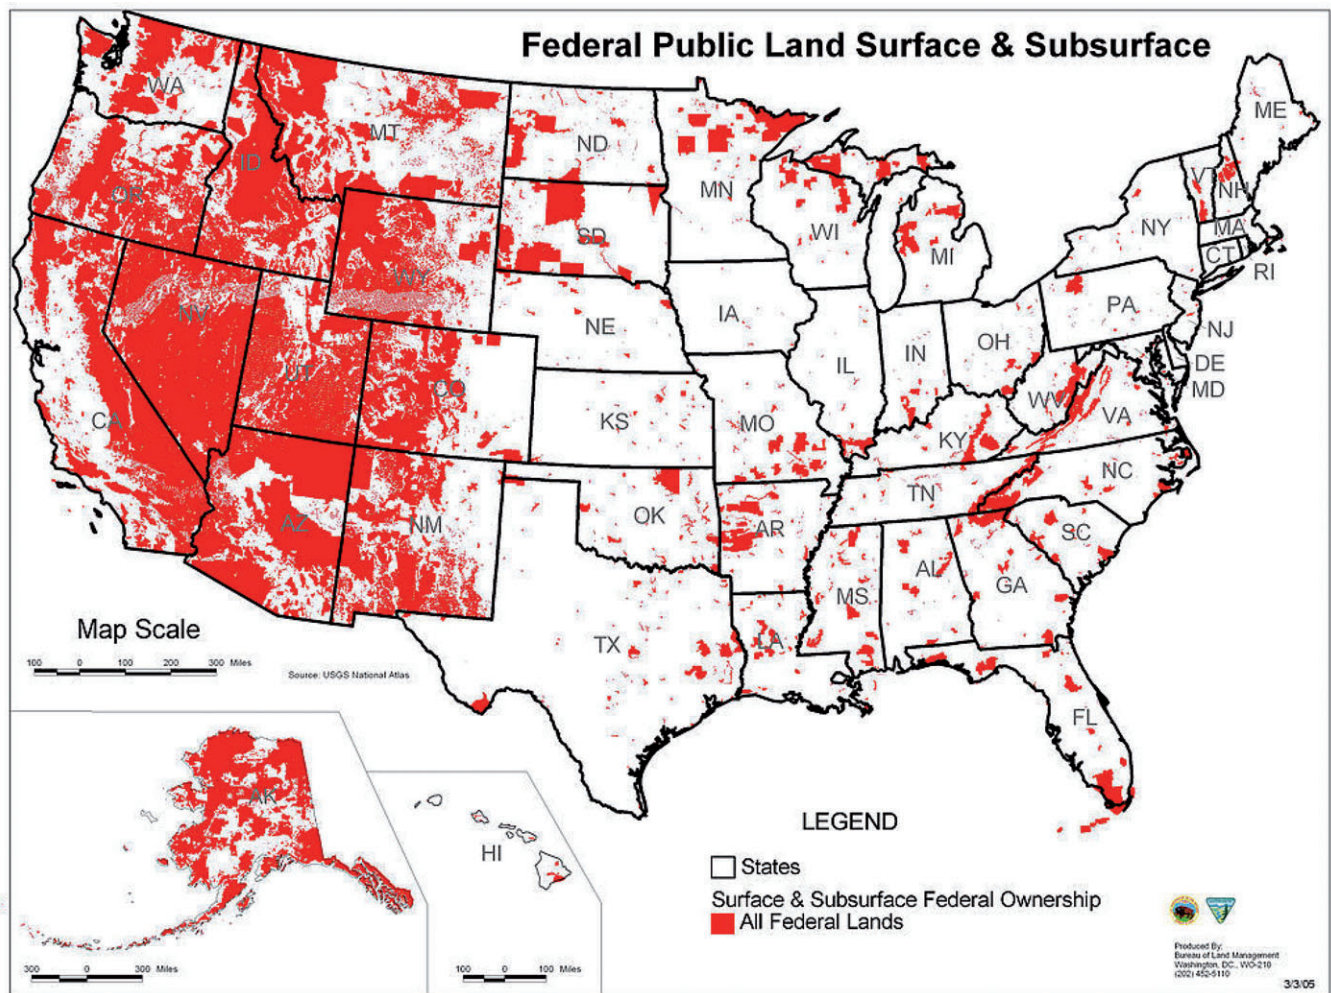 Federal Public Land Surface & Subsurface
WA
MT
ND
MN
ME
OR
ID
SD
WI
MI
VT
NH
NY
MA
CT
RI
WY
NV
UT
CO
NE
IA
IL
IN
OH
PA
NJ
DE
MD
CA
KS
MO
KY
WV
VA
AZ
NM
OK
AR
TN
NC
SC
TX
LA
MS
AL
GA
FL
Map Scale
100 0 100 200 300 Miles
Source: USGS National Atlas
AK
300 0 300 Miles
HI
100 0 100 Miles
LEGEND
States
Surface & Subsurface Federal Ownership
All Federal Lands
Produced By:
Bureau of Land Management
Washington, DC., WO-210
(202) 452-5110
3/3/05